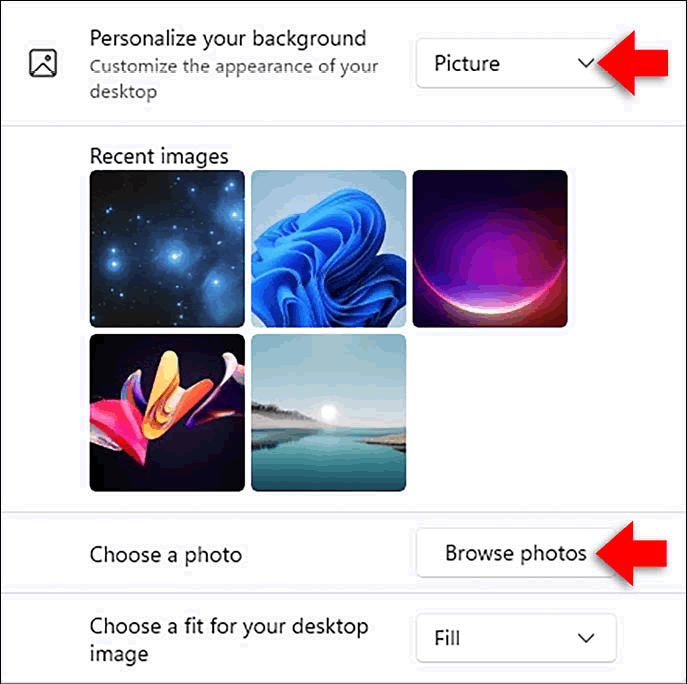 Personalize your background
Customize the appearance of your
desktop
Picture
Recent images
Choose a photo
Browse photos
Choose a fit for your desktop
image
Fill